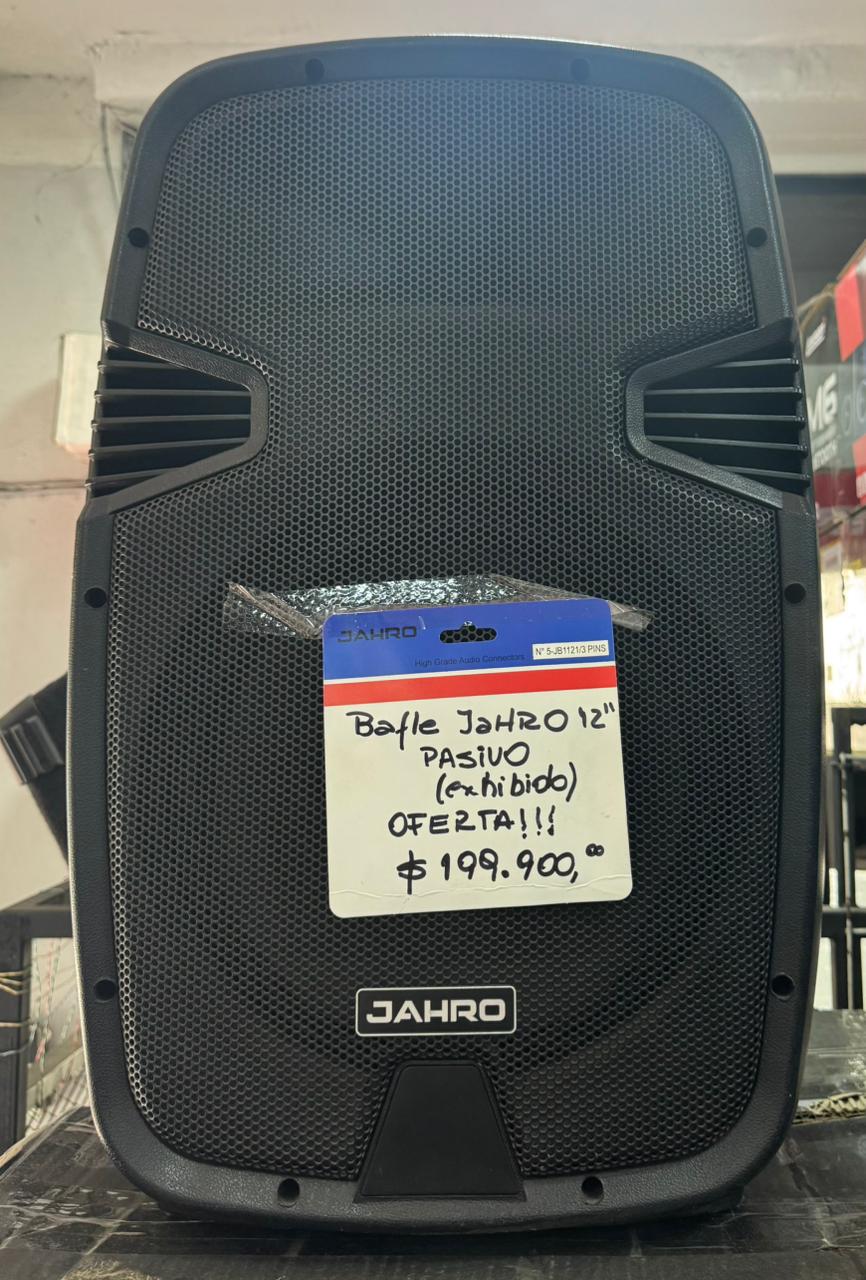 JAHRO
High Grade Audio Connectors
N° 5-JB1121/3 PINS
Bafle JaHRO 12"
PASIVO
(exhibido)
OFERTA!!!
$ 199.900,⁰⁰
JAHRO
M6